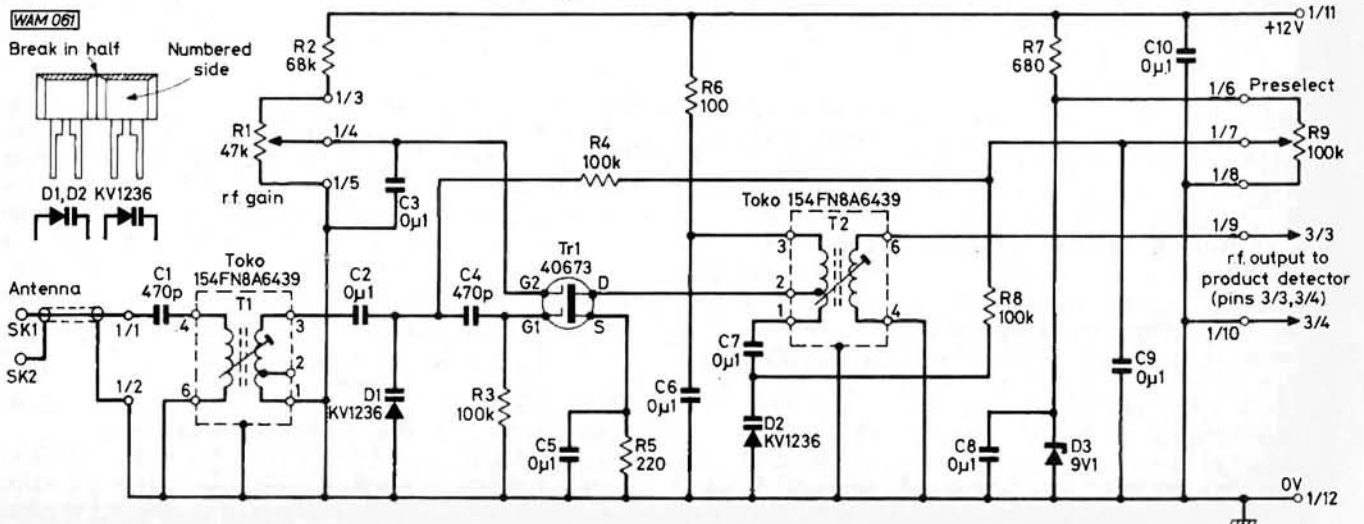 WAM 061
Break in half
Numbered
side
D1,D2 KV1236
Antenna
SK1
SK2
1/1
1/2
C1
470p
Toko
154FN8A6439
T1
4
6
3
2
1
R2
68k
1/3
R1
47k
1/4
1/5
r.f. gain
C3
0µ1
C2
0µ1
D1
KV1236
C4
470p
R3
100k
R4
100k
Tr1
40673
G2
G1
D
S
C5
0µ1
R5
220
R6
100
C6
0µ1
Toko 154FN8A6439
T2
3
2
1
6
4
C7
0µ1
D2
KV1236
R8
100k
R7
680
C8
0µ1
D3
9V1
C9
0µ1
C10
0µ1
1/11
+12V
1/6
Preselect
1/7
R9
100k
1/8
1/9
3/3
r.f. output to
product detector
(pins 3/3,3/4)
1/10
3/4
0V
1/12